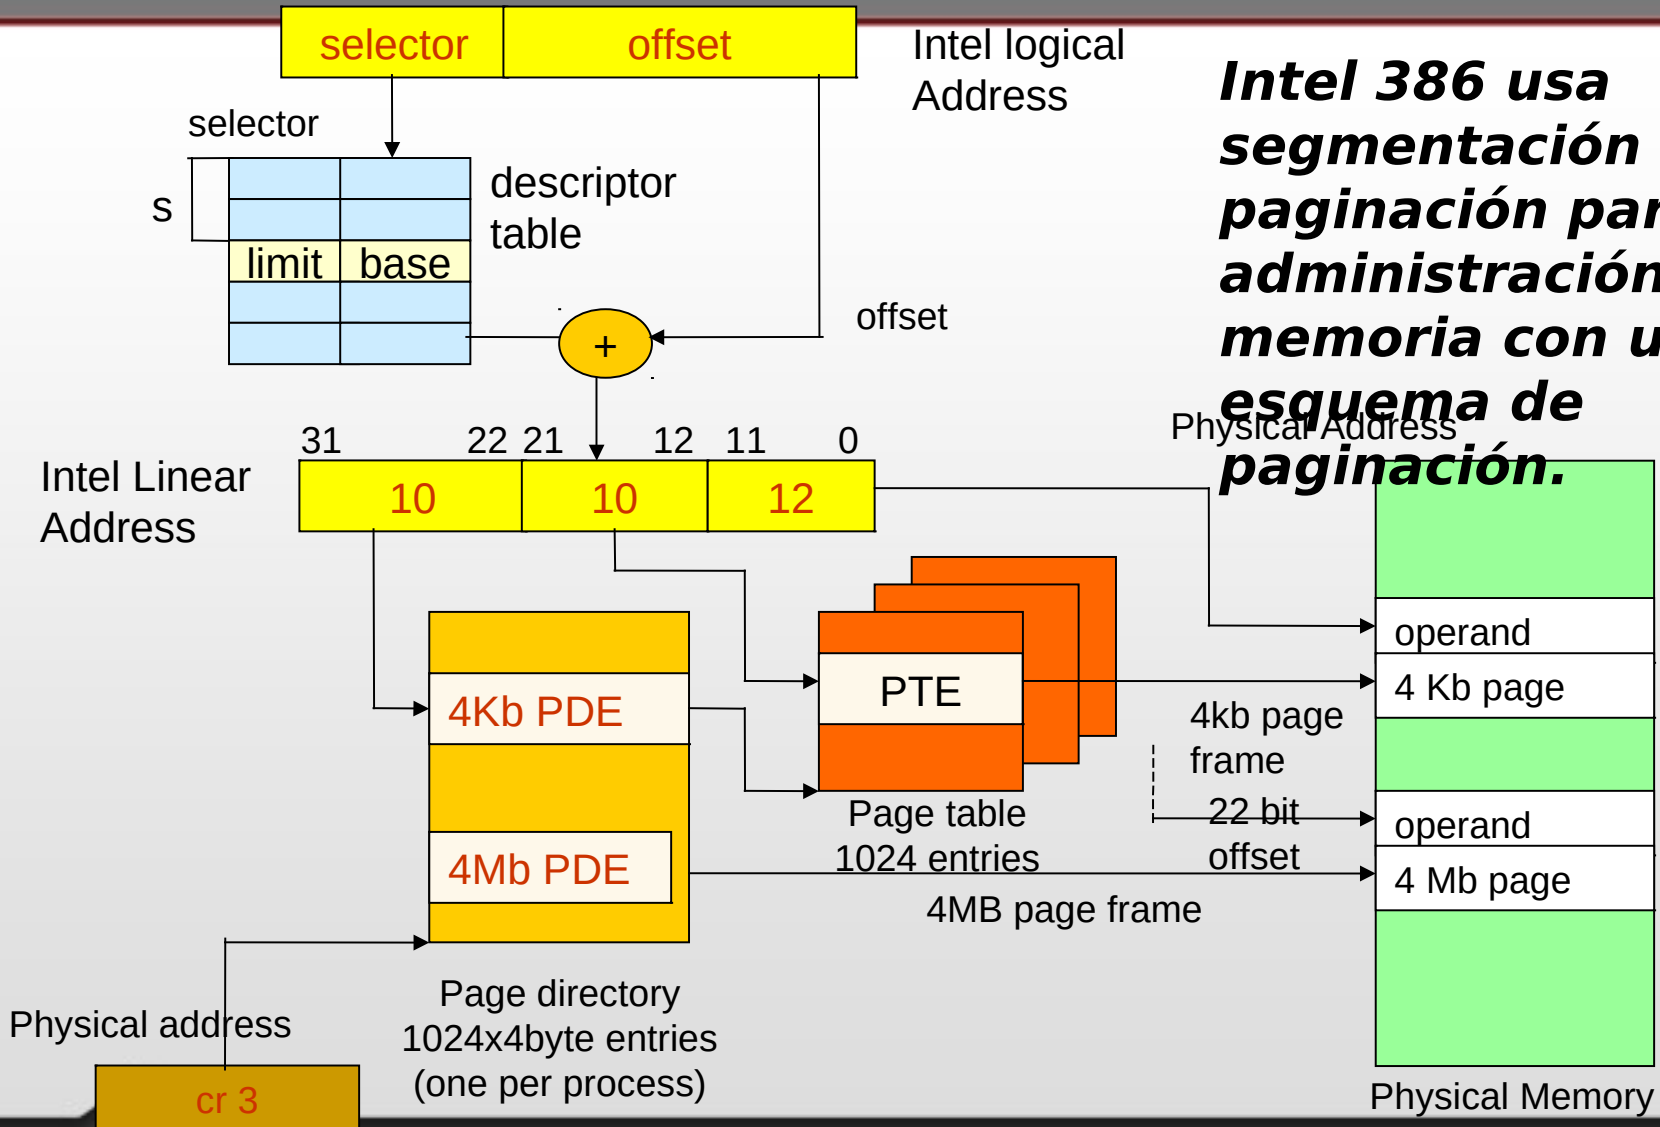 selector offset
Intel logical
Address
Intel 386 usa
segmentación
paginación par
administración
memoria con u
esquema de
paginación.
selector
s
descriptor
table
limit base
+
offset
31 22 21 12 11 0
Physical Address
Intel Linear
Address
10 10 12
operand
4 Kb page
4Kb PDE
PTE
4kb page
frame
Page table
1024 entries
22 bit
offset
operand
4 Mb page
4Mb PDE
4MB page frame
Page directory
1024x4byte entries
(one per process)
Physical address
cr 3
Physical Memory